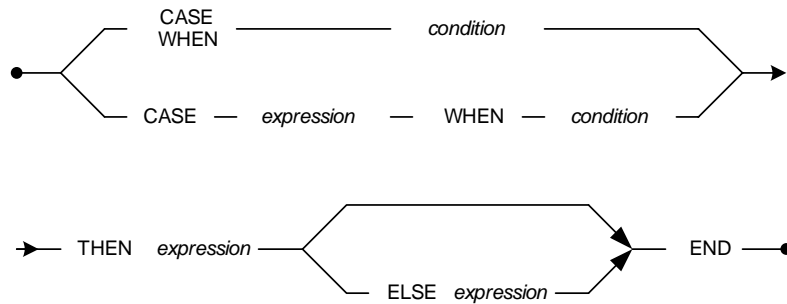 CASE
WHEN condition
CASE expression WHEN condition
THEN expression END
ELSE expression